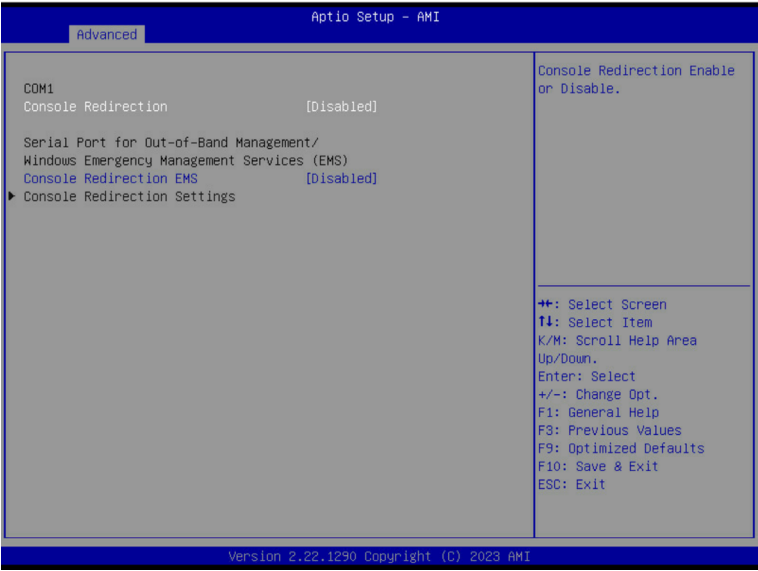 Aptio Setup – AMI
Advanced
COM1
Console Redirection [Disabled]
Serial Port for Out-of-Band Management/
Windows Emergency Management Services (EMS)
Console Redirection EMS [Disabled]
Console Redirection Settings
Console Redirection Enable
or Disable.
→←: Select Screen
↑↓: Select Item
K/M: Scroll Help Area
Up/Down.
Enter: Select
+/-: Change Opt.
F1: General Help
F3: Previous Values
F9: Optimized Defaults
F10: Save & Exit
ESC: Exit
Version 2.22.1290 Copyright (C) 2023 AMI